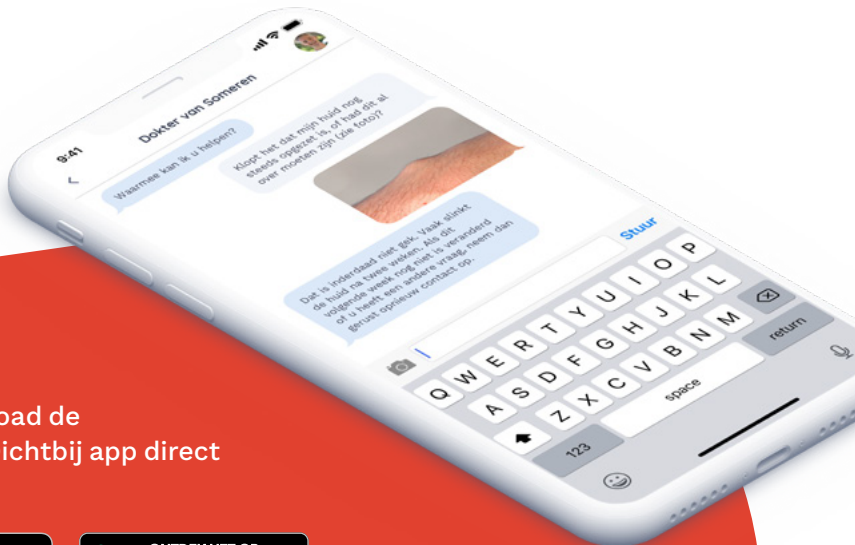 9:41
Dokter van Someren
Waarmee kan ik u helpen?
Klopt het dat mijn huid nog
steeds opgezet is, of had dit al
over moeten zijn (zie foto)?
Dat is inderdaad niet gek. Vaak slinkt
de huid na twee weken. Als dit
volgende week nog niet is veranderd
of u heeft een andere vraag, neem dan
gerust opnieuw contact op.
Stuur
Q W E R T Y U I O P
A S D F G H J K L
Z X C V B N M
123 space return
oad de
ichtbij app direct